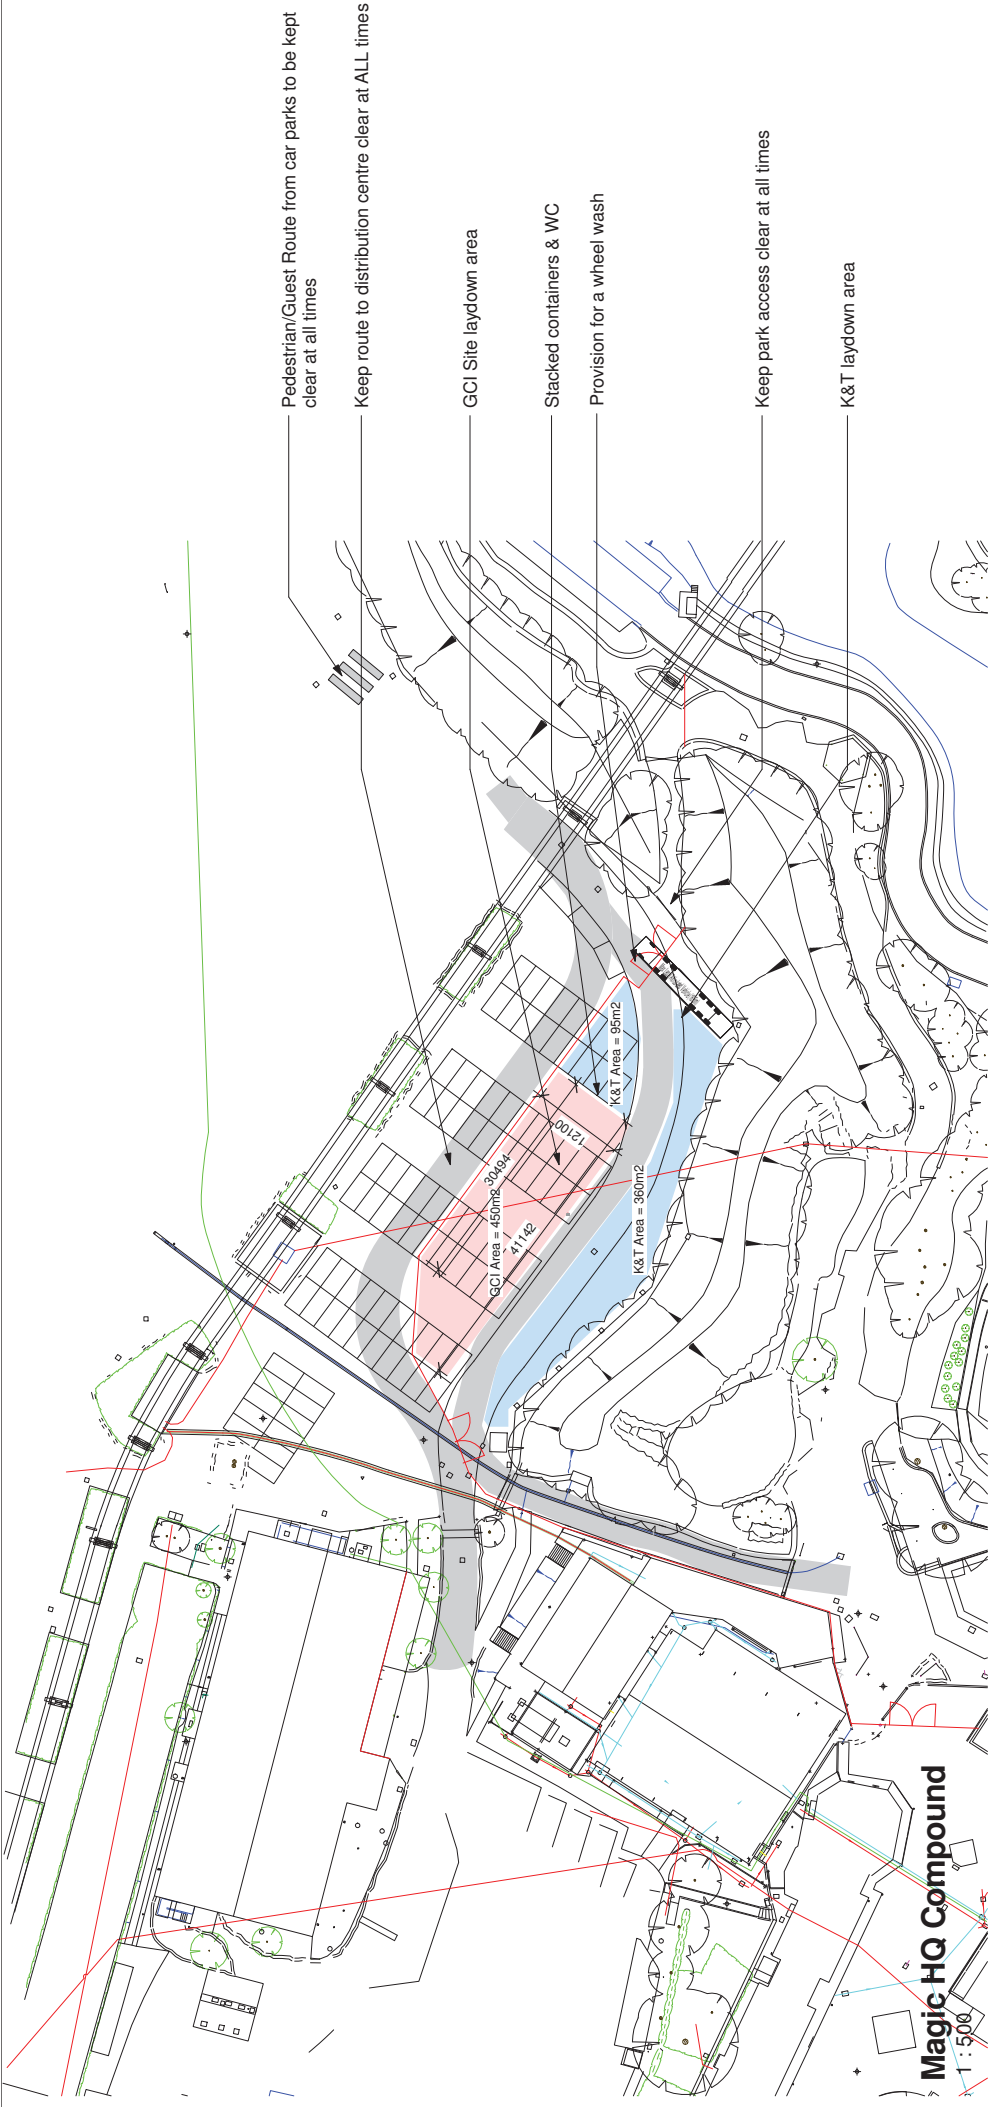 Pedestrian/Guest Route from car parks to be kept
clear at all times
Keep route to distribution centre clear at ALL times
GCI Site laydown area
Stacked containers & WC
Provision for a wheel wash
Keep park access clear at all times
K&T laydown area
K&T Area = 95m2
12100
30494
GCI Area = 450m2
41142
K&T Area = 360m2
Magic HQ Compound
1 : 500